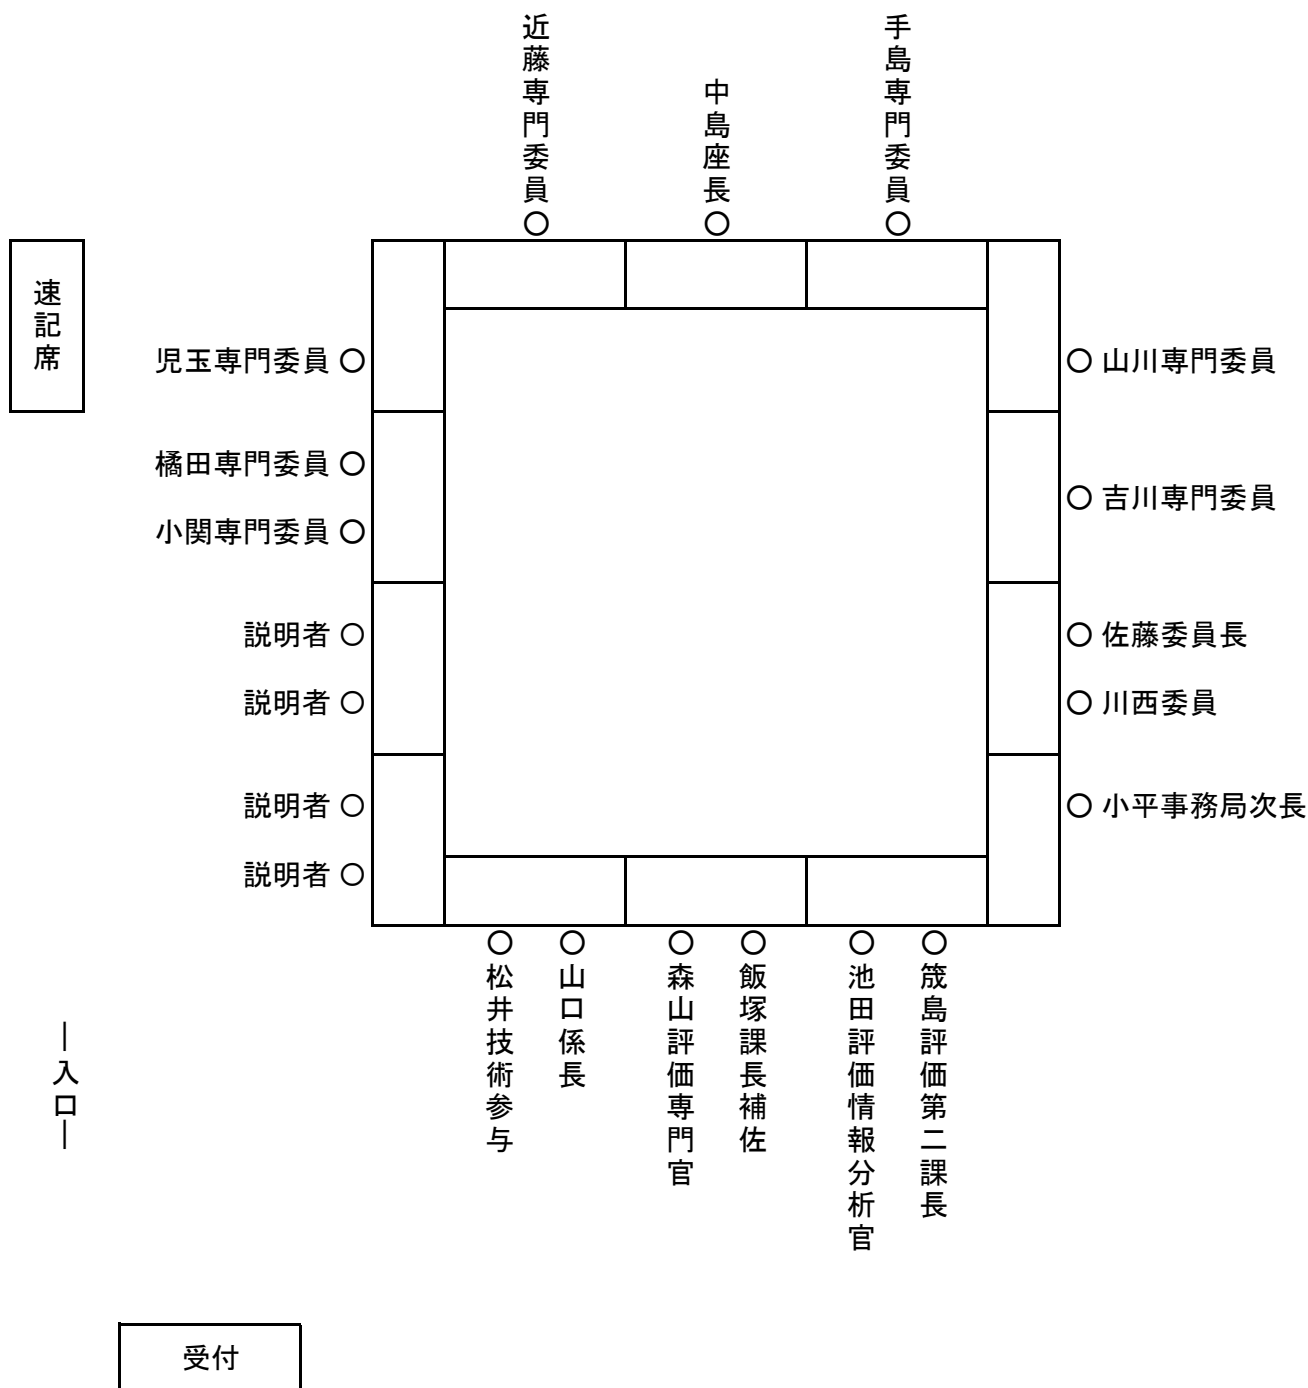 近藤専門委員○
中島座長○
手島専門委員○
速記席
児玉専門委員○
○山川専門委員
橘田専門委員○
○吉川専門委員
小関専門委員○
説明者○
○佐藤委員長
説明者○
○川西委員
説明者○
○小平事務局次長
説明者○
○松井技術参与
○山口係長
○森山評価専門官
○飯塚課長補佐
○池田評価情報分析官
○筬島評価第二課長
―入口―
受付